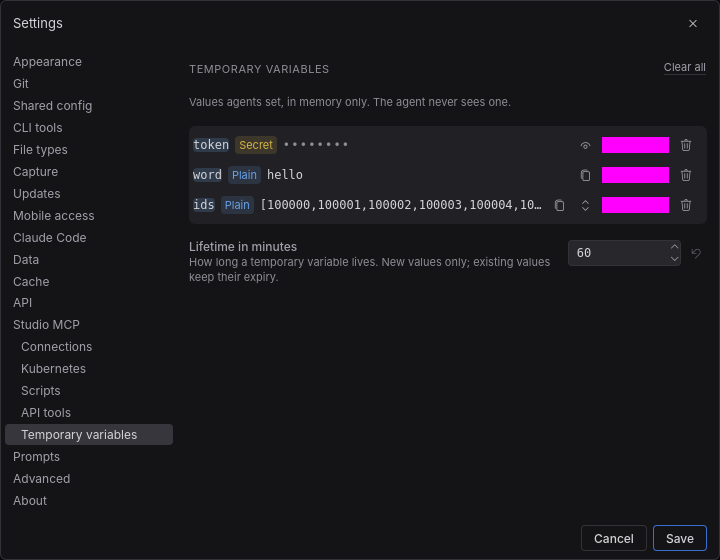 Settings
Appearance
Git
Shared config
CLI tools
File types
Capture
Updates
Mobile access
Claude Code
Data
Cache
API
Studio MCP
Connections
Kubernetes
Scripts
API tools
Temporary variables
Prompts
Advanced
About
TEMPORARY VARIABLES
Clear all
Values agents set, in memory only. The agent never sees one.
token Secret ••••••••
word Plain hello
ids Plain [100000,100001,100002,100003,100004,10…
Lifetime in minutes
How long a temporary variable lives. New values only; existing values
keep their expiry.
60
Cancel
Save